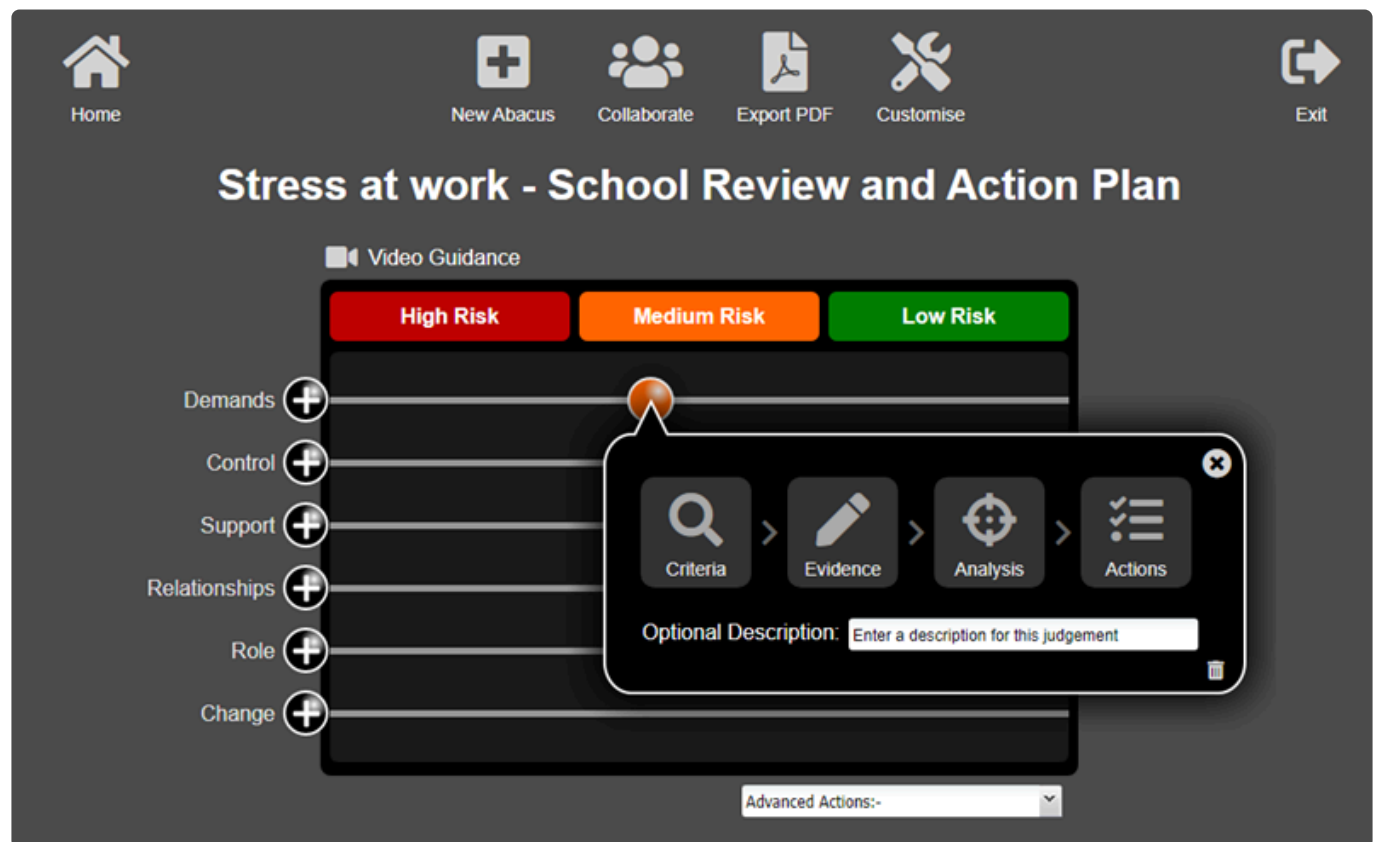 Home
New Abacus
Collaborate
Export PDF
Customise
Exit
Stress at work - School Review and Action Plan
Video Guidance
High Risk
Medium Risk
Low Risk
Demands
Control
Support
Relationships
Role
Change
Criteria
Evidence
Analysis
Actions
Optional Description: Enter a description for this judgement
Advanced Actions:-